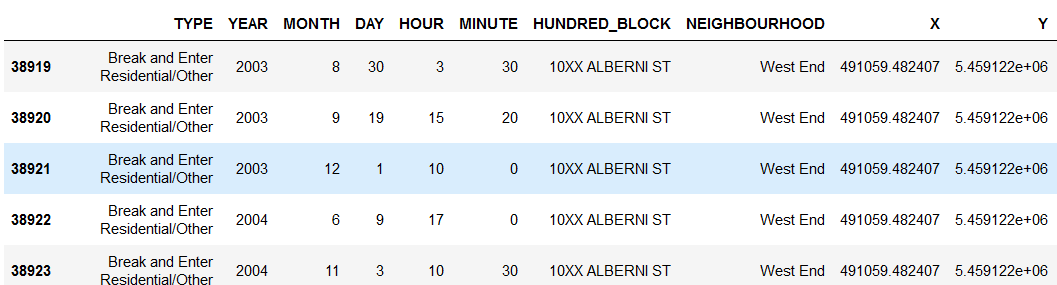 TYPE YEAR MONTH DAY HOUR MINUTE HUNDRED_BLOCK NEIGHBOURHOOD X Y
38919 Break and Enter Residential/Other 2003 8 30 3 30 10XX ALBERNI ST West End 491059.482407 5.459122e+06
38920 Break and Enter Residential/Other 2003 9 19 15 20 10XX ALBERNI ST West End 491059.482407 5.459122e+06
38921 Break and Enter Residential/Other 2003 12 1 10 0 10XX ALBERNI ST West End 491059.482407 5.459122e+06
38922 Break and Enter Residential/Other 2004 6 9 17 0 10XX ALBERNI ST West End 491059.482407 5.459122e+06
38923 Break and Enter Residential/Other 2004 11 3 10 30 10XX ALBERNI ST West End 491059.482407 5.459122e+06